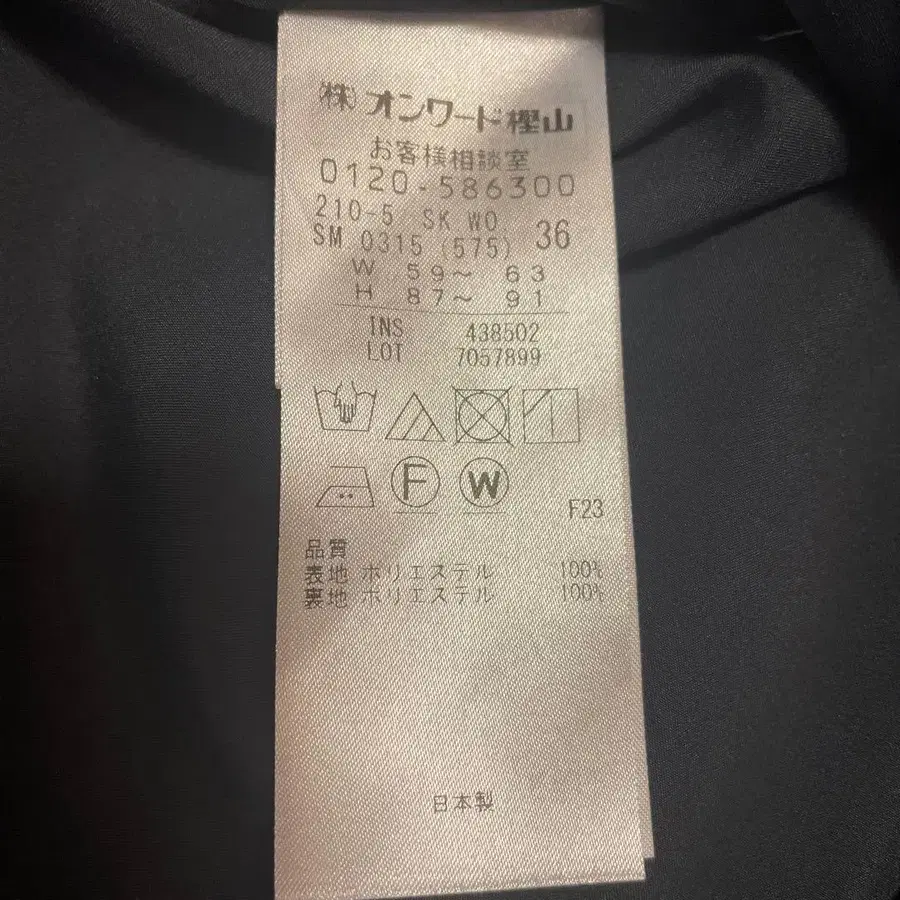 (株)オンワード樫山
お客様相談室
0120-586300
210-5 SK WO
SM 0315 (575) 36
W 59～ 63
H 87～ 91
INS 438502
LOT 7057899
F W
F23
品質
表地 ポリエステル 100%
裏地 ポリエステル 100%
日本製